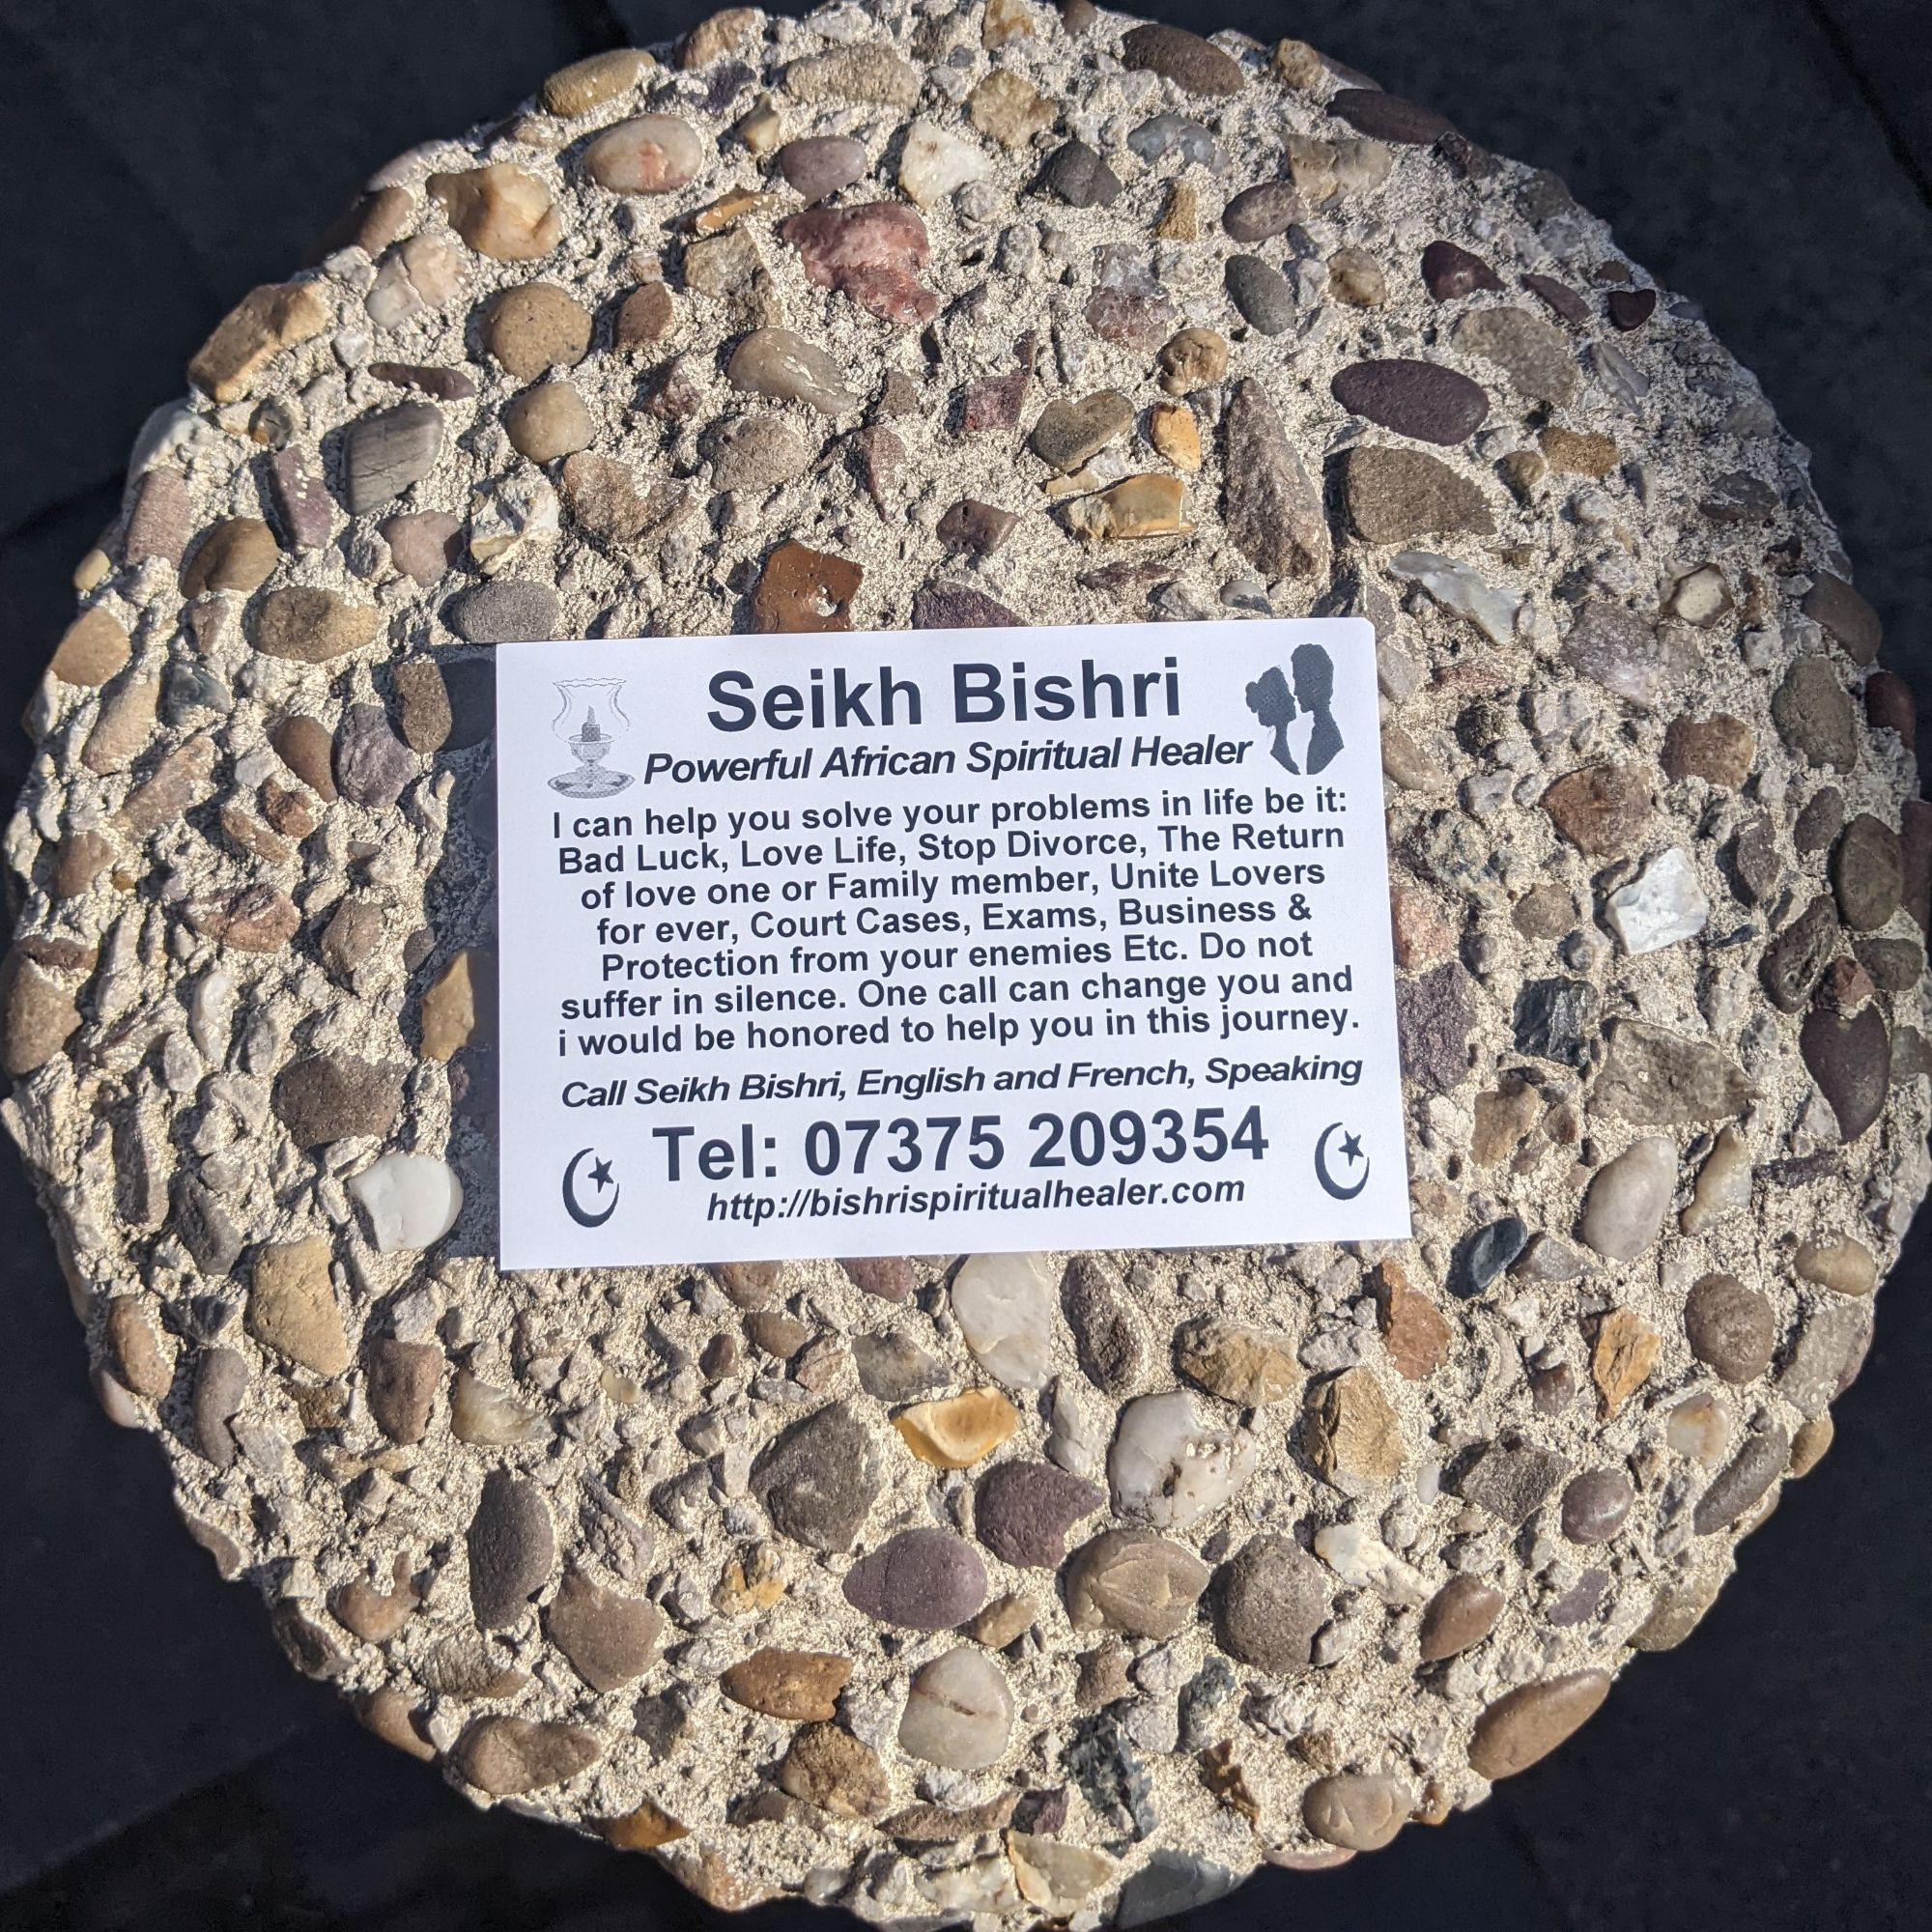 Seikh Bishri
Powerful African Spiritual Healer
I can help you solve your problems in life be it:
Bad Luck, Love Life, Stop Divorce, The Return
of love one or Family member, Unite Lovers
for ever, Court Cases, Exams, Business &
Protection from your enemies Etc. Do not
suffer in silence. One call can change you and
i would be honored to help you in this journey.
Call Seikh Bishri, English and French, Speaking
Tel: 07375 209354
http://bishrispiritualhealer.com